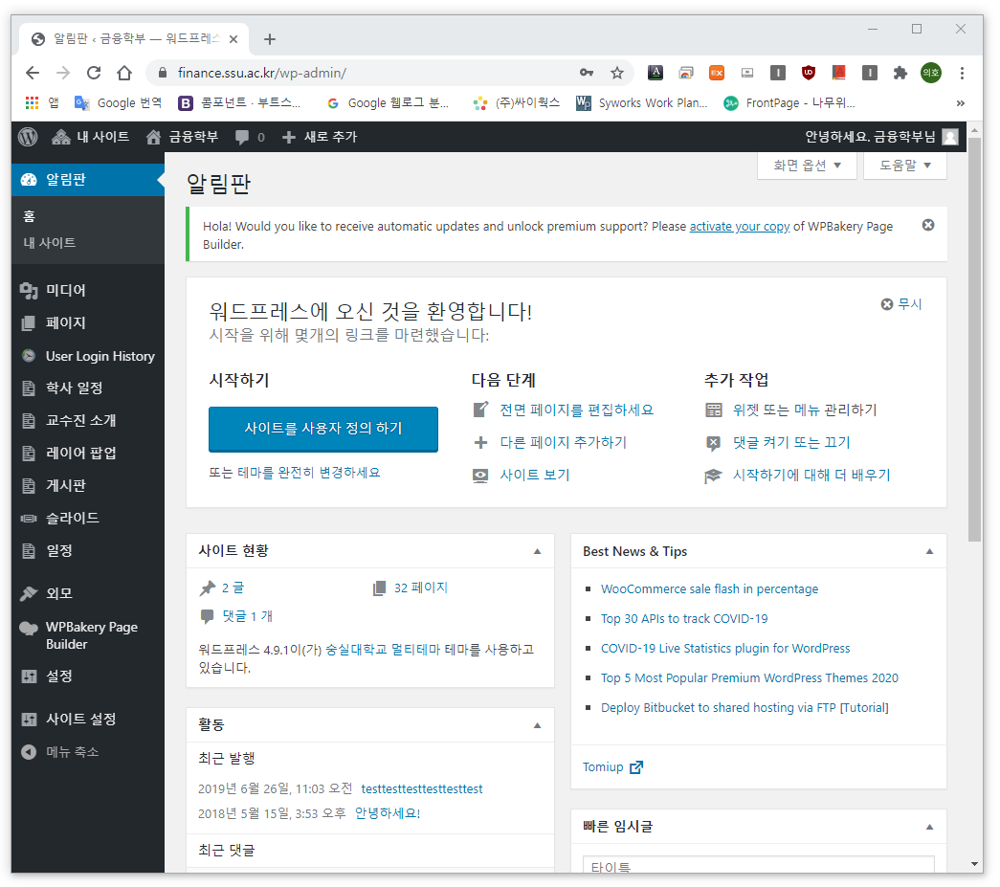 알림판 ‹ 금융학부 — 워드프레스
finance.ssu.ac.kr/wp-admin/
의호
앱
Google 번역
콤포넌트 · 부트스...
Google 웹로그 분...
(주)싸이웍스
Syworks Work Plan...
FrontPage - 나무위...
내 사이트
금융학부
0
새로 추가
안녕하세요. 금융학부님
알림판
홈
내 사이트
미디어
페이지
User Login History
학사 일정
교수진 소개
레이어 팝업
게시판
슬라이드
일정
외모
WPBakery Page
Builder
설정
사이트 설정
메뉴 축소
화면 옵션
도움말
알림판
Hola! Would you like to receive automatic updates and unlock premium support? Please activate your copy of WPBakery Page
Builder.
워드프레스에 오신 것을 환영합니다!
무시
시작을 위해 몇개의 링크를 마련했습니다:
시작하기
사이트를 사용자 정의 하기
또는 테마를 완전히 변경하세요
다음 단계
전면 페이지를 편집하세요
다른 페이지 추가하기
사이트 보기
추가 작업
위젯 또는 메뉴 관리하기
댓글 켜기 또는 끄기
시작하기에 대해 더 배우기
사이트 현황
2 글
32 페이지
댓글 1 개
워드프레스 4.9.1이(가) 숭실대학교 멀티테마 테마를 사용하고
있습니다.
활동
최근 발행
2019년 6월 26일, 11:03 오전 testtesttesttesttesttest
2018년 5월 15일, 3:53 오후 안녕하세요!
최근 댓글
Best News & Tips
WooCommerce sale flash in percentage
Top 30 APIs to track COVID-19
COVID-19 Live Statistics plugin for WordPress
Top 5 Most Popular Premium WordPress Themes 2020
Deploy Bitbucket to shared hosting via FTP [Tutorial]
Tomiup
빠른 임시글
타이틀